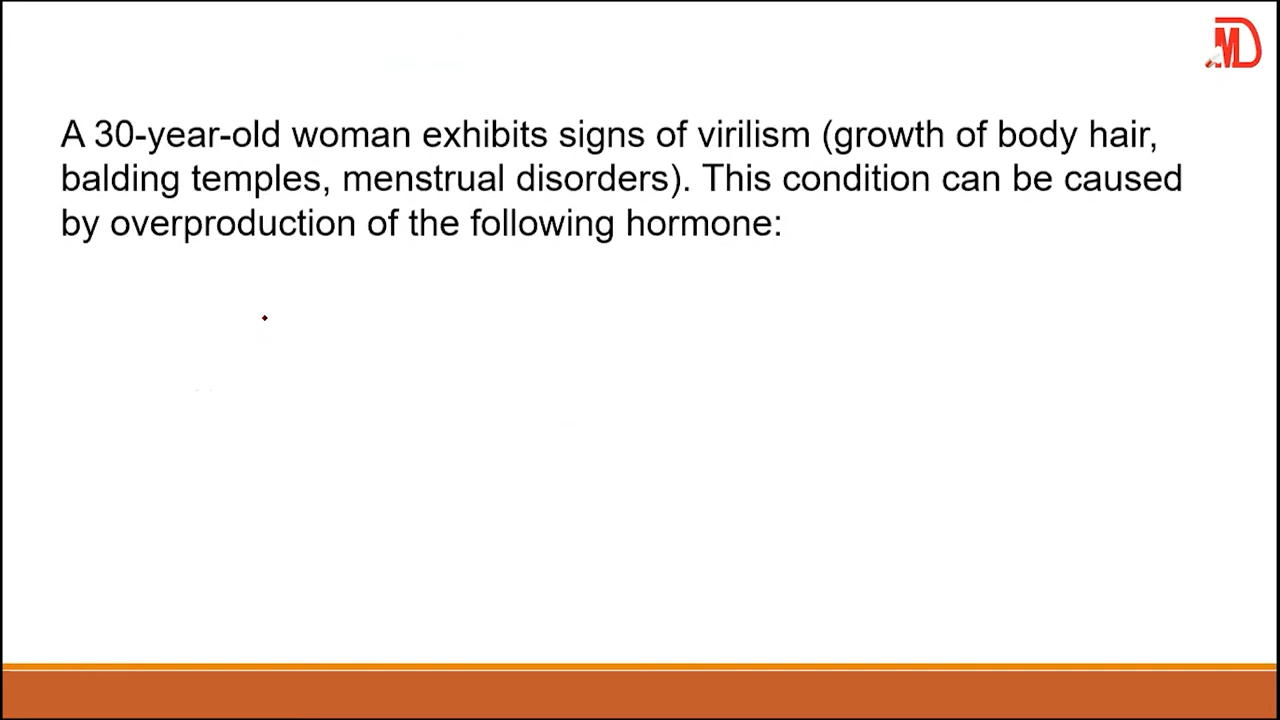 MD
A 30-year-old woman exhibits signs of virilism (growth of body hair,
balding temples, menstrual disorders). This condition can be caused
by overproduction of the following hormone: